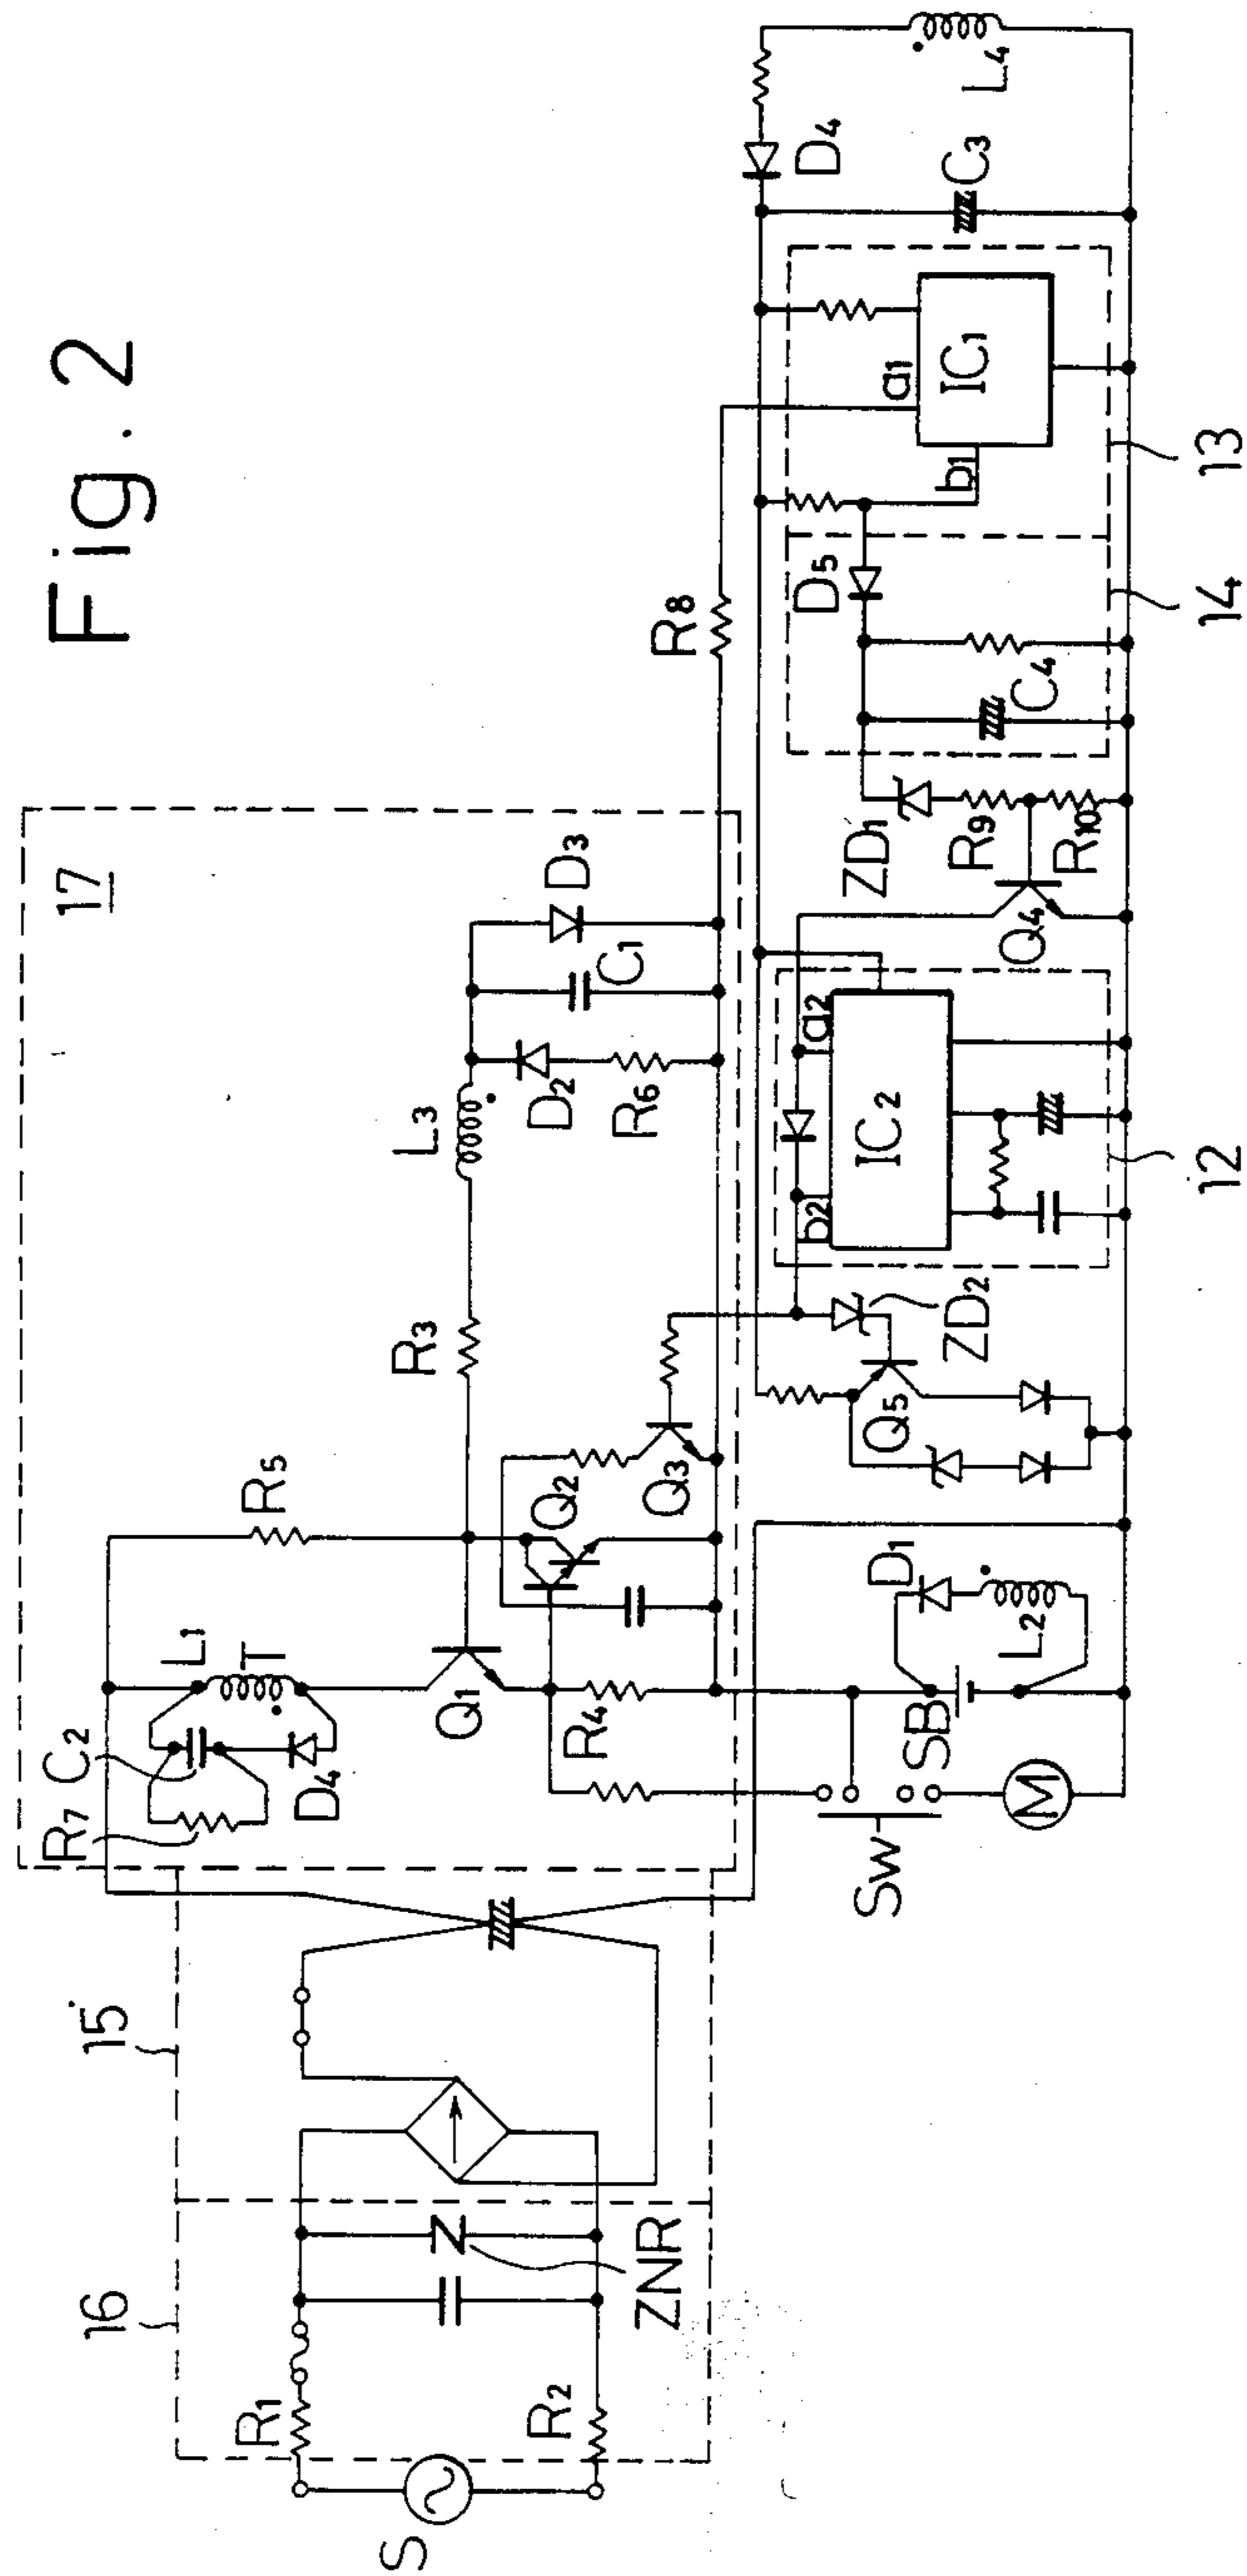 Fig. 2
17
15
16
S
R1
R2
ZNR
R7
C2
D4
L1
T
R5
Q1
R4
Q2
Q3
R3
L3
D2
R6
C1
D3
R8
Sw
SB
M
L2
D1
Q5
ZD2
12
b2
a2
IC2
Q4
ZD1
R9
R10
C4
D5
14
13
b1
a1
IC1
D4
C3
L4